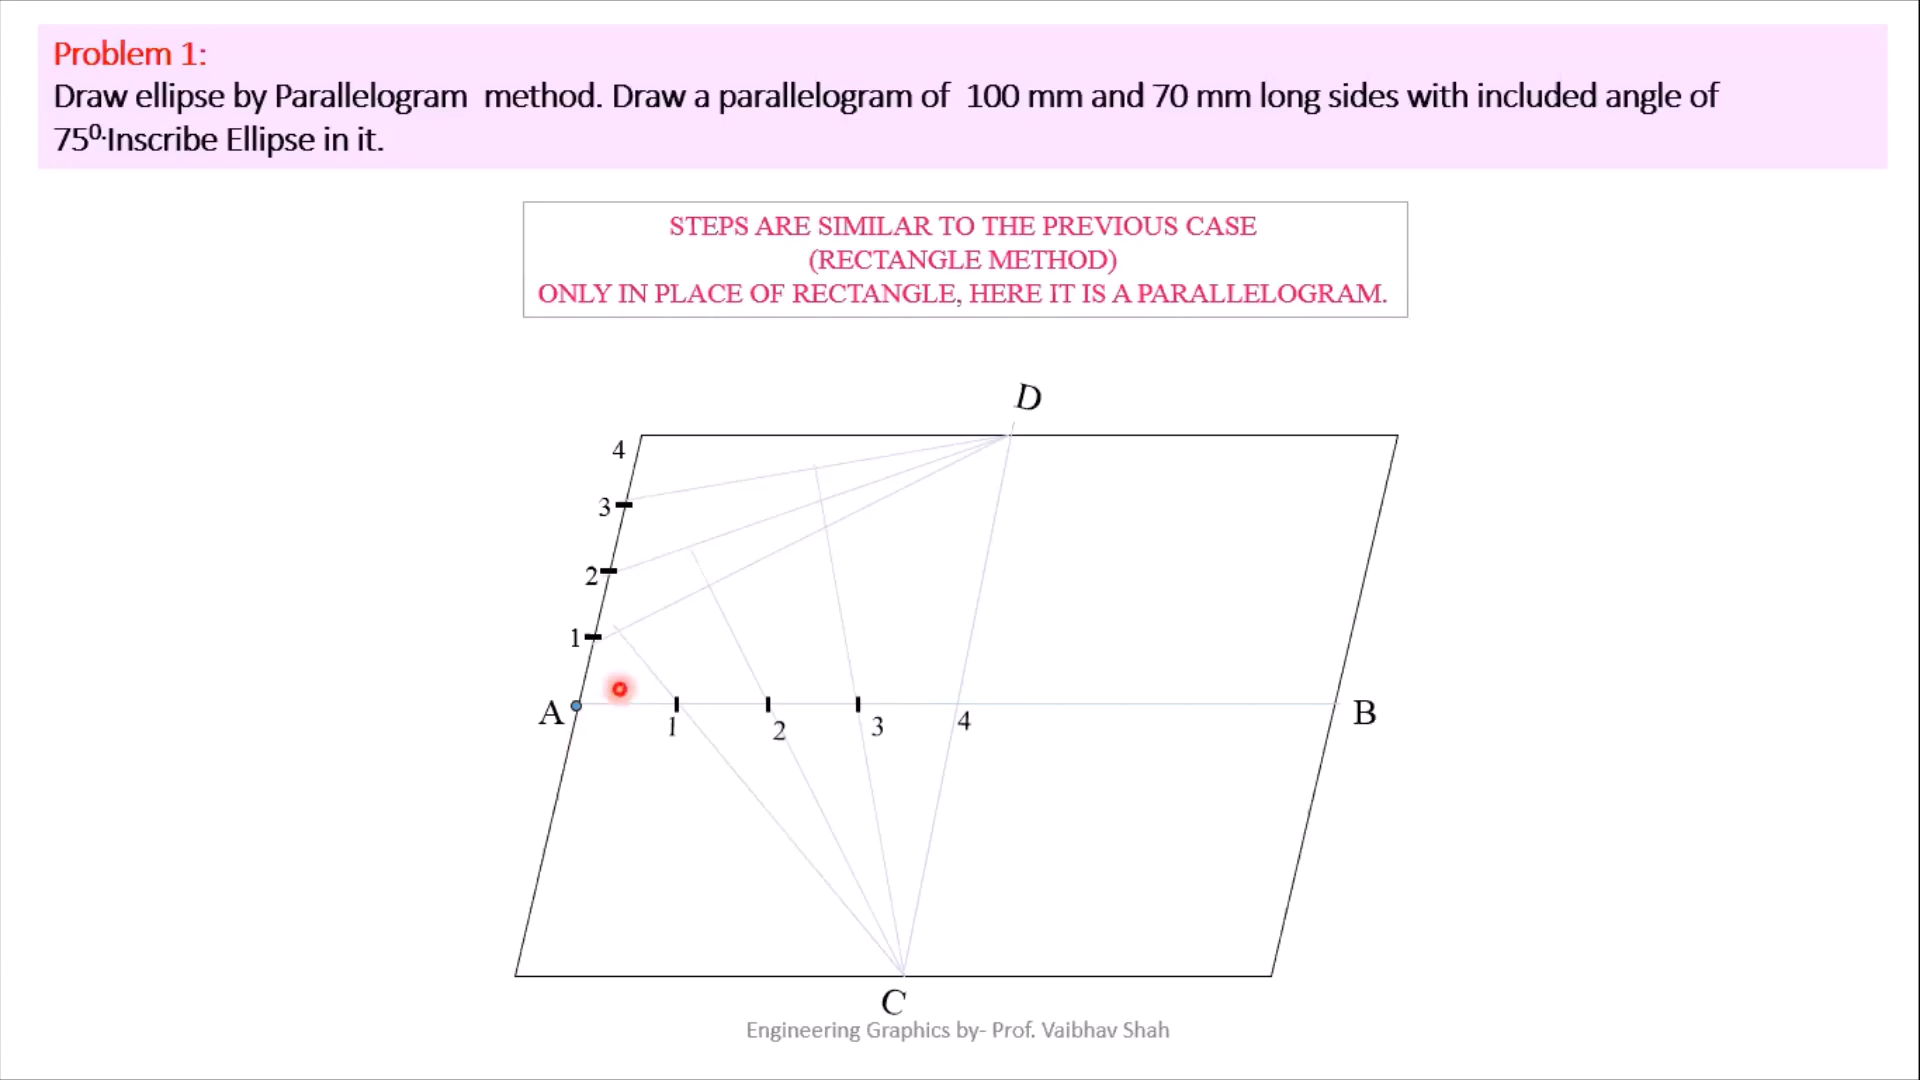 Problem 1:
Draw ellipse by Parallelogram method. Draw a parallelogram of 100 mm and 70 mm long sides with included angle of
75⁰·Inscribe Ellipse in it.
STEPS ARE SIMILAR TO THE PREVIOUS CASE
(RECTANGLE METHOD)
ONLY IN PLACE OF RECTANGLE, HERE IT IS A PARALLELOGRAM.
D
4
3
2
1
A
1
2
3
4
B
C
Engineering Graphics by- Prof. Vaibhav Shah